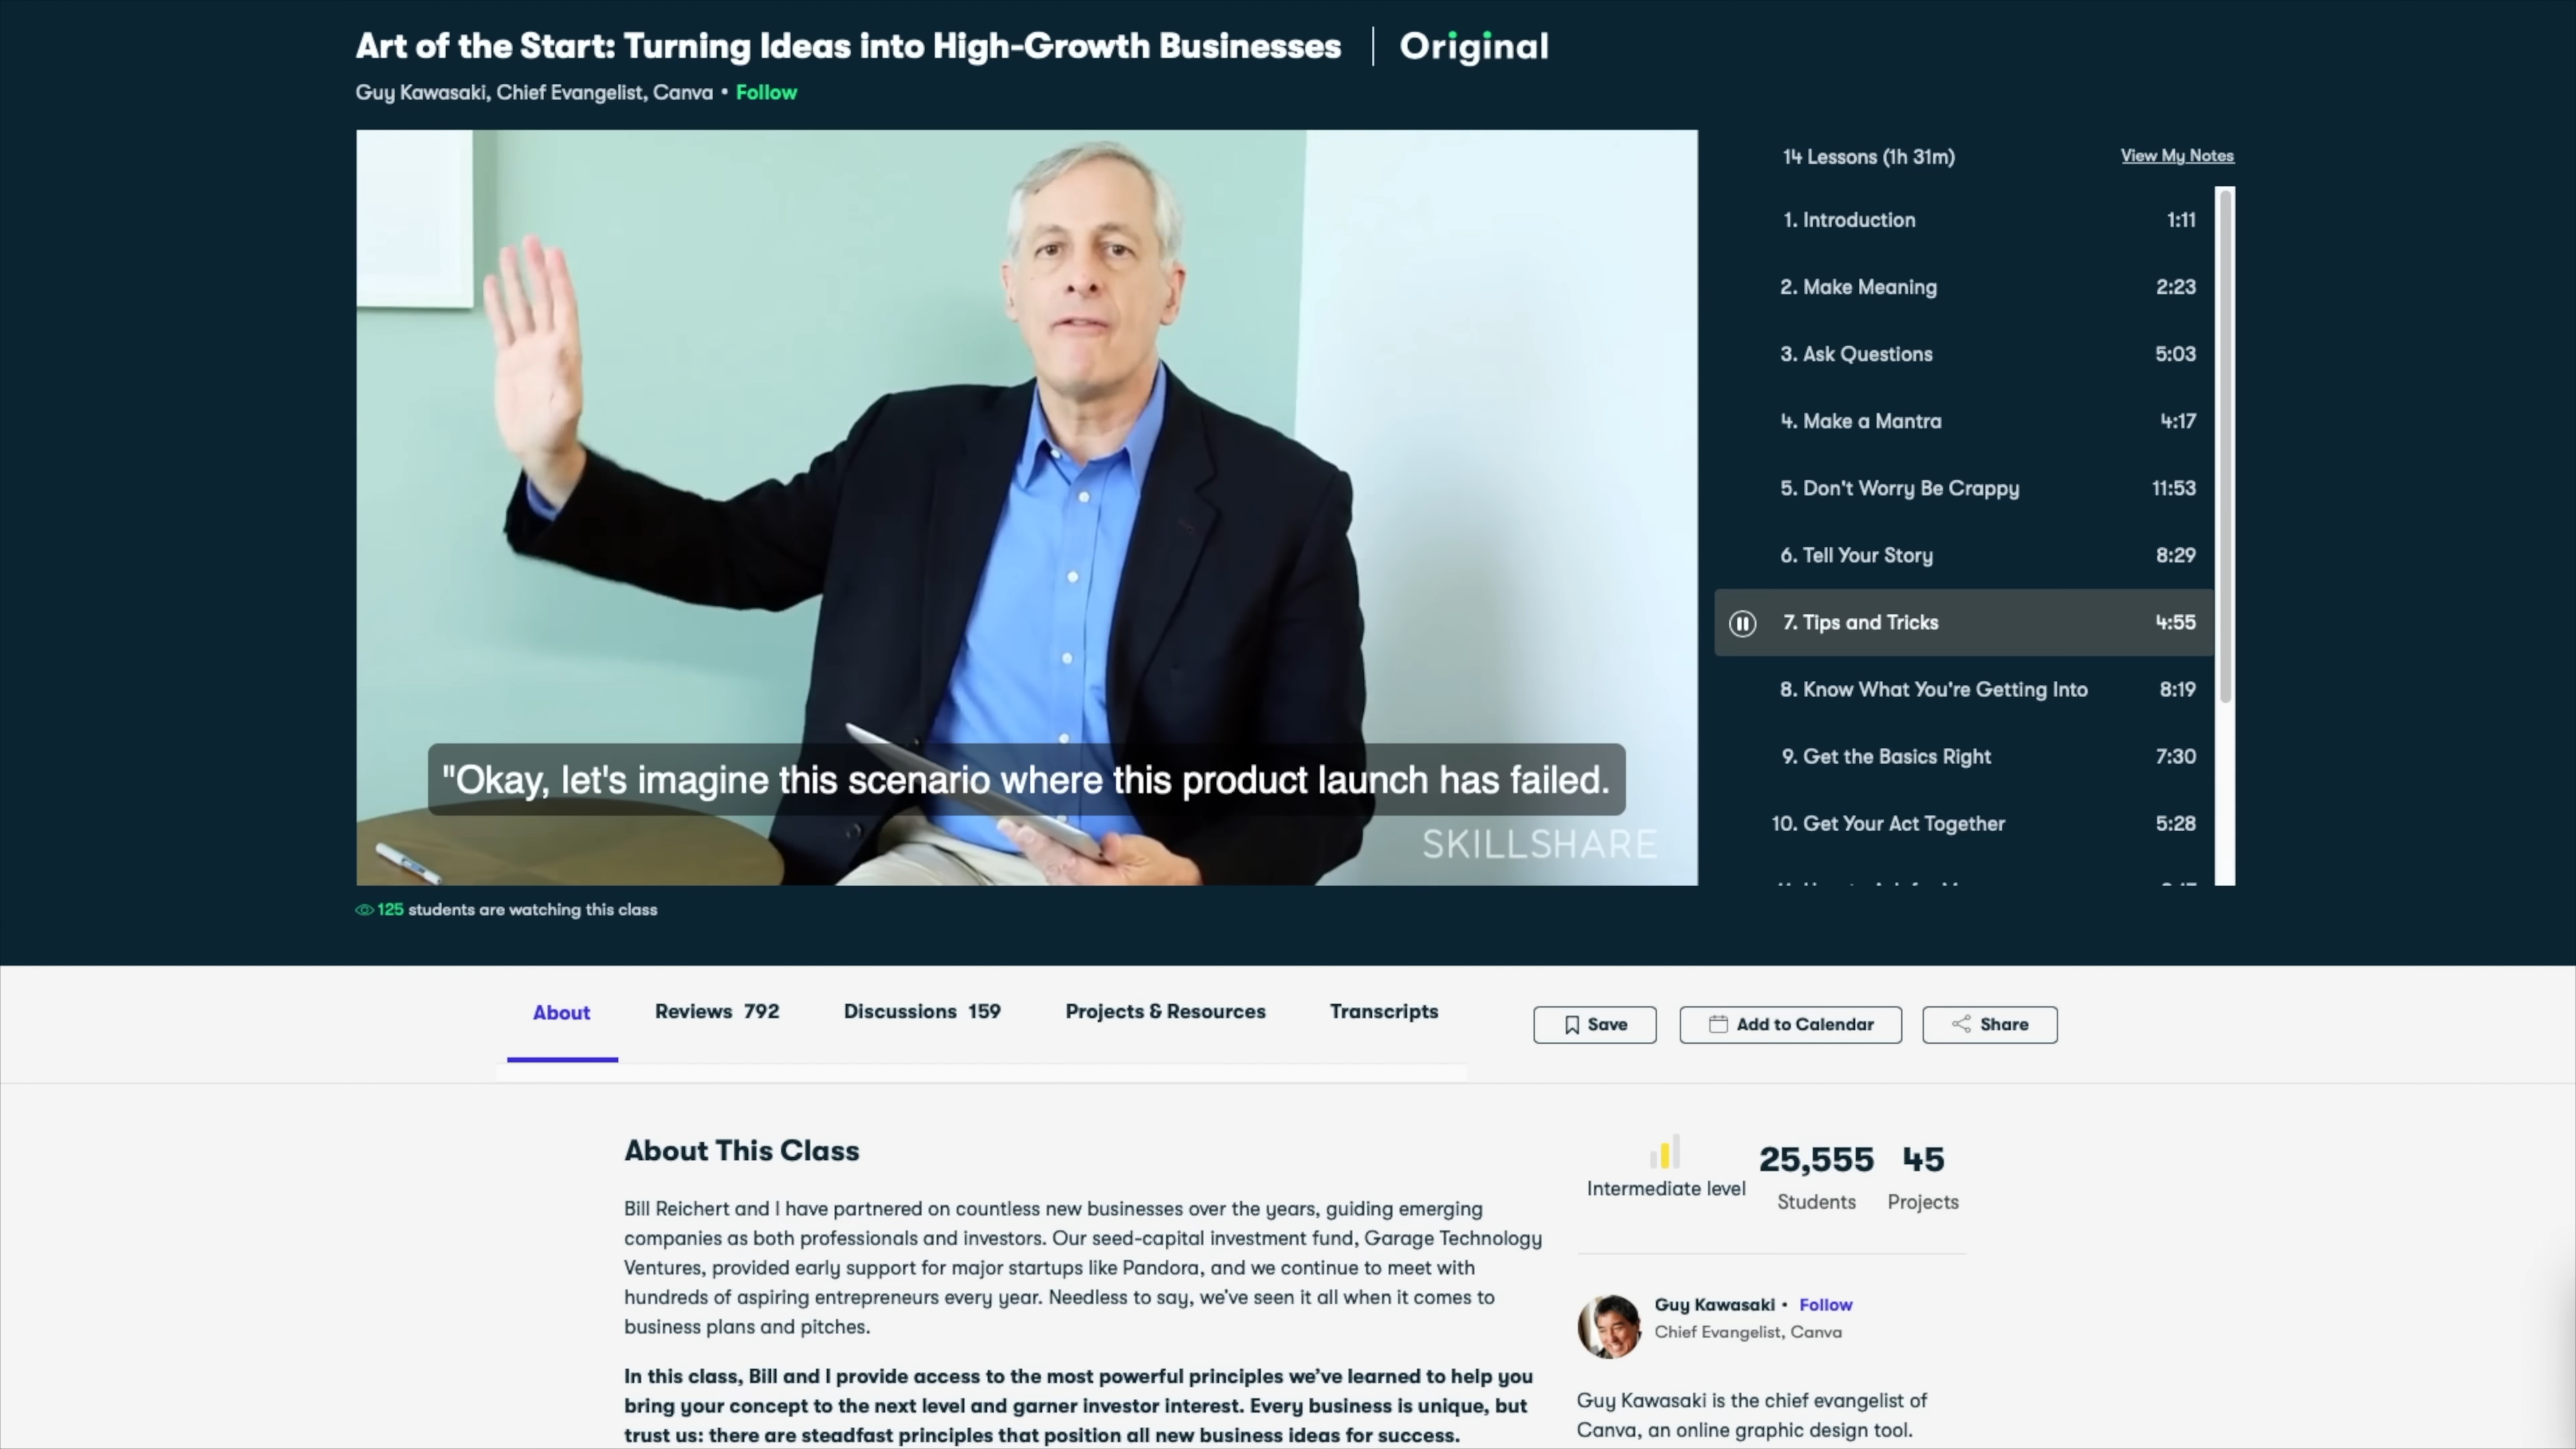 Art of the Start: Turning Ideas into High-Growth Businesses | Original
Guy Kawasaki, Chief Evangelist, Canva • Follow
"Okay, let's imagine this scenario where this product launch has failed.
SKILLSHARE
125 students are watching this class
14 Lessons (1h 31m) View My Notes
1. Introduction 1:11
2. Make Meaning 2:23
3. Ask Questions 5:03
4. Make a Mantra 4:17
5. Don't Worry Be Crappy 11:53
6. Tell Your Story 8:29
7. Tips and Tricks 4:55
8. Know What You're Getting Into 8:19
9. Get the Basics Right 7:30
10. Get Your Act Together 5:28
About Reviews 792 Discussions 159 Projects & Resources Transcripts Save Add to Calendar Share
About This Class
Bill Reichert and I have partnered on countless new businesses over the years, guiding emerging
companies as both professionals and investors. Our seed-capital investment fund, Garage Technology
Ventures, provided early support for major startups like Pandora, and we continue to meet with
hundreds of aspiring entrepreneurs every year. Needless to say, we've seen it all when it comes to
business plans and pitches.
In this class, Bill and I provide access to the most powerful principles we've learned to help you
bring your concept to the next level and garner investor interest. Every business is unique, but
trust us: there are steadfast principles that position all new business ideas for success.
Intermediate level
25,555 Students
45 Projects
Guy Kawasaki • Follow
Chief Evangelist, Canva
Guy Kawasaki is the chief evangelist of
Canva, an online graphic design tool.